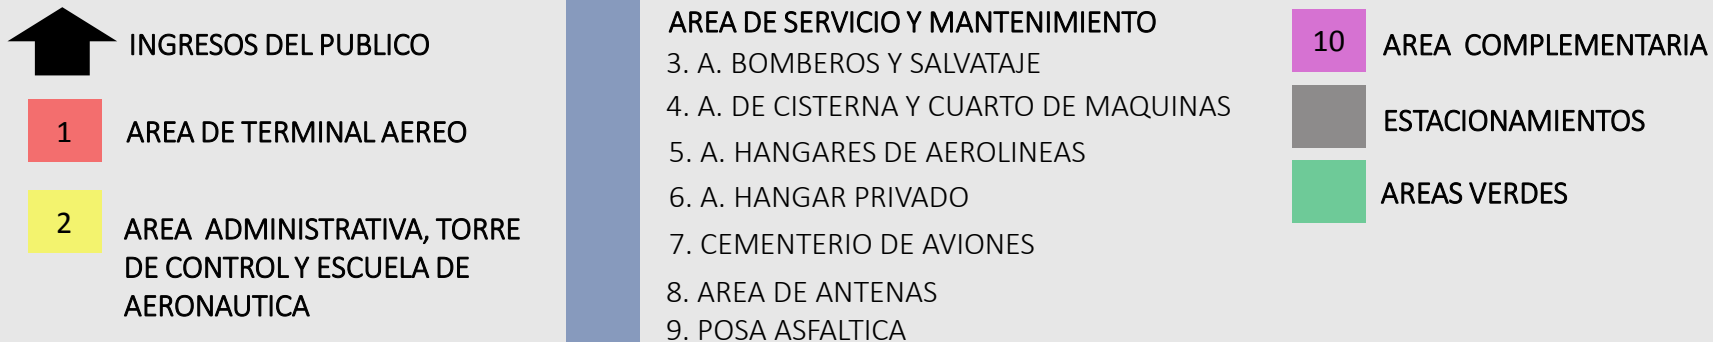 INGRESOS DEL PUBLICO
1
AREA DE TERMINAL AEREO
2
AREA ADMINISTRATIVA, TORRE
DE CONTROL Y ESCUELA DE
AERONAUTICA
AREA DE SERVICIO Y MANTENIMIENTO
3. A. BOMBEROS Y SALVATAJE
4. A. DE CISTERNA Y CUARTO DE MAQUINAS
5. A. HANGARES DE AEROLINEAS
6. A. HANGAR PRIVADO
7. CEMENTERIO DE AVIONES
8. AREA DE ANTENAS
9. POSA ASFALTICA
10
AREA COMPLEMENTARIA
ESTACIONAMIENTOS
AREAS VERDES